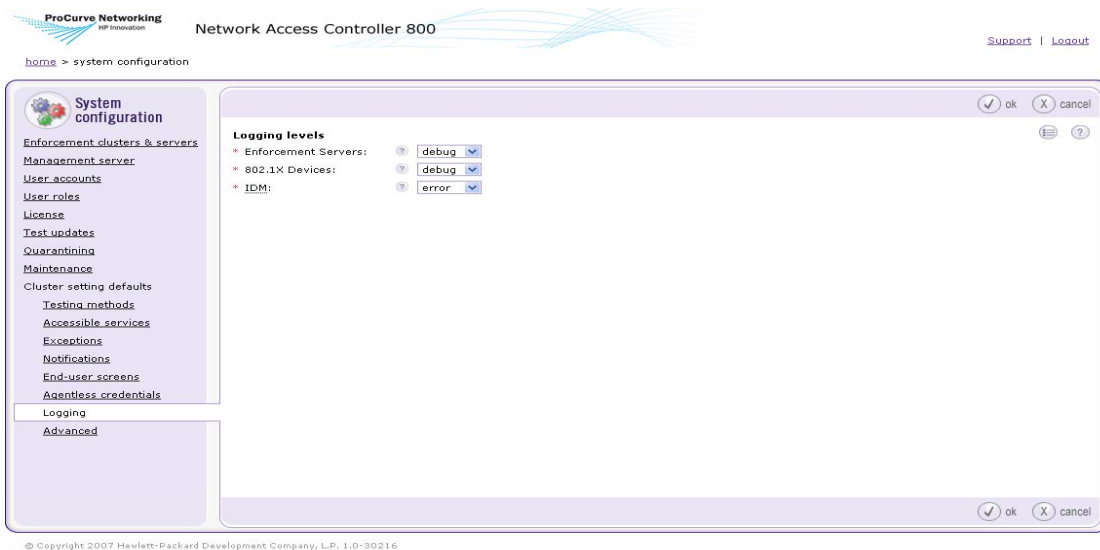 ProCurve Networking
HP Innovation
Network Access Controller 800
Support | Logout
home > system configuration
System
configuration
Enforcement clusters & servers
Management server
User accounts
User roles
License
Test updates
Quarantining
Maintenance
Cluster setting defaults
Testing methods
Accessible services
Exceptions
Notifications
End-user screens
Agentless credentials
Logging
Advanced
ok cancel
Logging levels
* Enforcement Servers: ? debug
* 802.1X Devices: ? debug
* IDM: ? error
?
ok cancel
© Copyright 2007 Hewlett-Packard Development Company, L.P. 1.0-30216